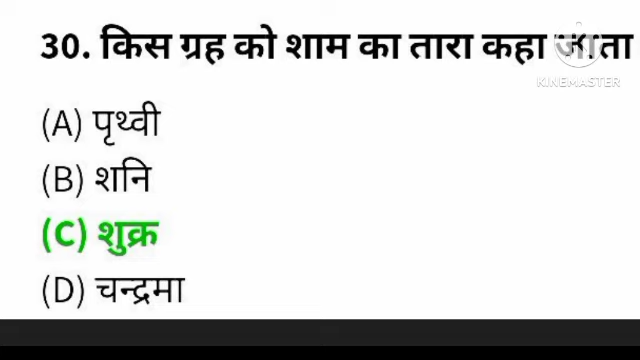 30. किस ग्रह को शाम का तारा कहा जाता
KINEMASTER
(A) पृथ्वी
(B) शनि
(C) शुक्र
(D) चन्द्रमा